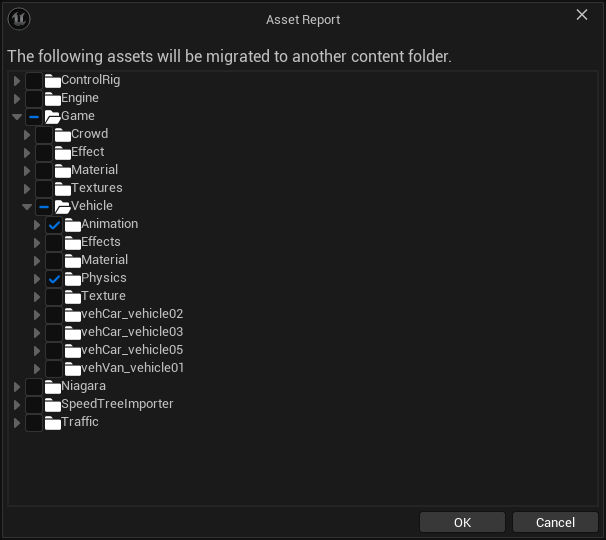 Asset Report
The following assets will be migrated to another content folder.
ControlRig
Engine
Game
Crowd
Effect
Material
Textures
Vehicle
Animation
Effects
Material
Physics
Texture
vehCar_vehicle02
vehCar_vehicle03
vehCar_vehicle05
vehVan_vehicle01
Niagara
SpeedTreeImporter
Traffic
OK Cancel